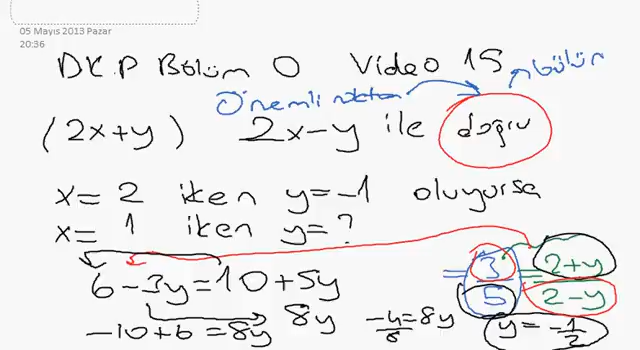 05 Mayıs 2013 Pazar
20:36
DKP Bölüm 0 Video 15 bölün
Önemli nokta
(2x+y) 2x-y ile doğru
x= 2 iken y=-1 oluyorsa
x= 1 iken y=?
6-3y=10+5y
= 3/5 = 2+y/2-y
-10+6=8y 8y -4/8=8y y=-1/2